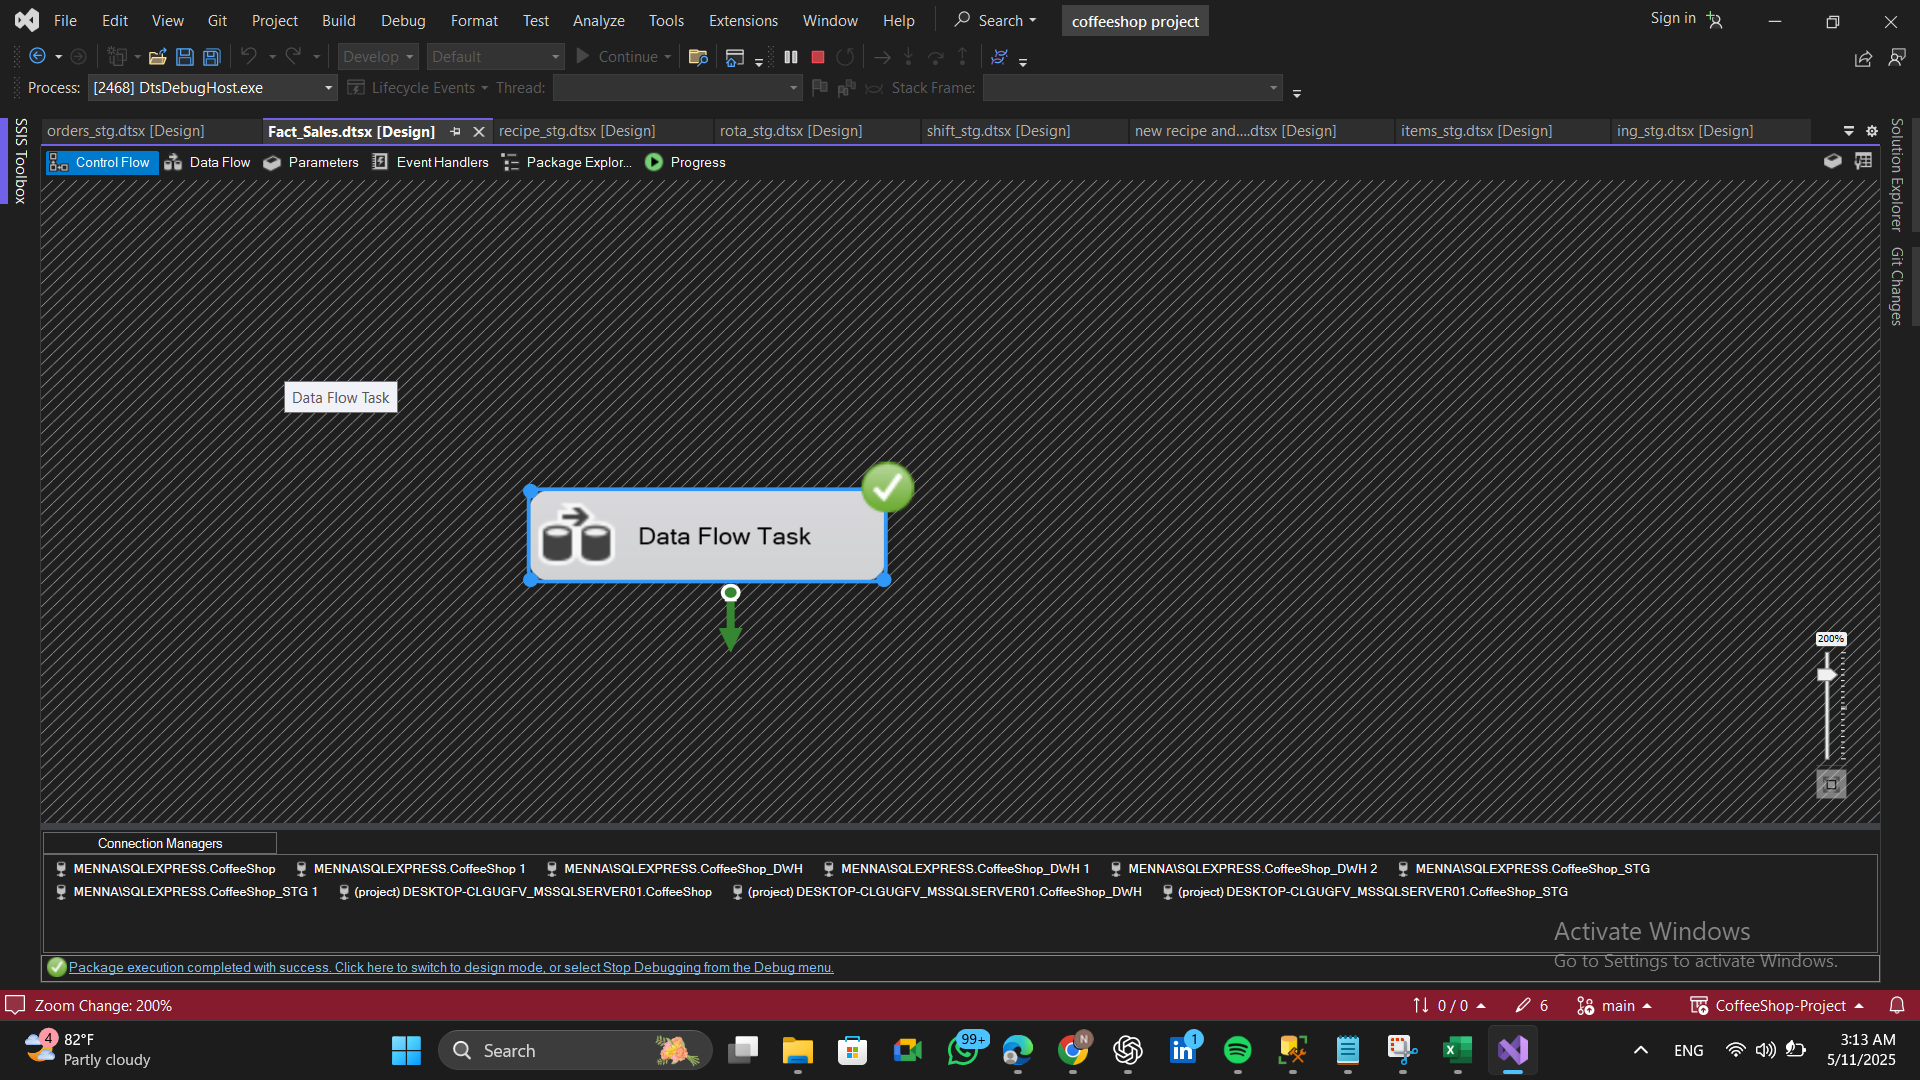 File Edit View Git Project Build Debug Format Test Analyze Tools Extensions Window Help Search coffeeshop project Sign in
Develop Default Continue
Process: [2468] DtsDebugHost.exe Lifecycle Events Thread: Stack Frame:
SSIS Toolbox
orders_stg.dtsx [Design] Fact_Sales.dtsx [Design] recipe_stg.dtsx [Design] rota_stg.dtsx [Design] shift_stg.dtsx [Design] new recipe and....dtsx [Design] items_stg.dtsx [Design] ing_stg.dtsx [Design]
Control Flow Data Flow Parameters Event Handlers Package Explor... Progress
Solution Explorer
Git Changes
Data Flow Task
Data Flow Task
200%
Connection Managers
MENNA\SQLEXPRESS.CoffeeShop MENNA\SQLEXPRESS.CoffeeShop 1 MENNA\SQLEXPRESS.CoffeeShop_DWH MENNA\SQLEXPRESS.CoffeeShop_DWH 1 MENNA\SQLEXPRESS.CoffeeShop_DWH 2 MENNA\SQLEXPRESS.CoffeeShop_STG
MENNA\SQLEXPRESS.CoffeeShop_STG 1 (project) DESKTOP-CLGUGFV_MSSQLSERVER01.CoffeeShop (project) DESKTOP-CLGUGFV_MSSQLSERVER01.CoffeeShop_DWH (project) DESKTOP-CLGUGFV_MSSQLSERVER01.CoffeeShop_STG
Activate Windows
Go to Settings to activate Windows.
Package execution completed with success. Click here to switch to design mode, or select Stop Debugging from the Debug menu.
Zoom Change: 200% 0 / 0 6 main CoffeeShop-Project
4 82°F
Partly cloudy
Search
99+
N
1
ENG
3:13 AM
5/11/2025